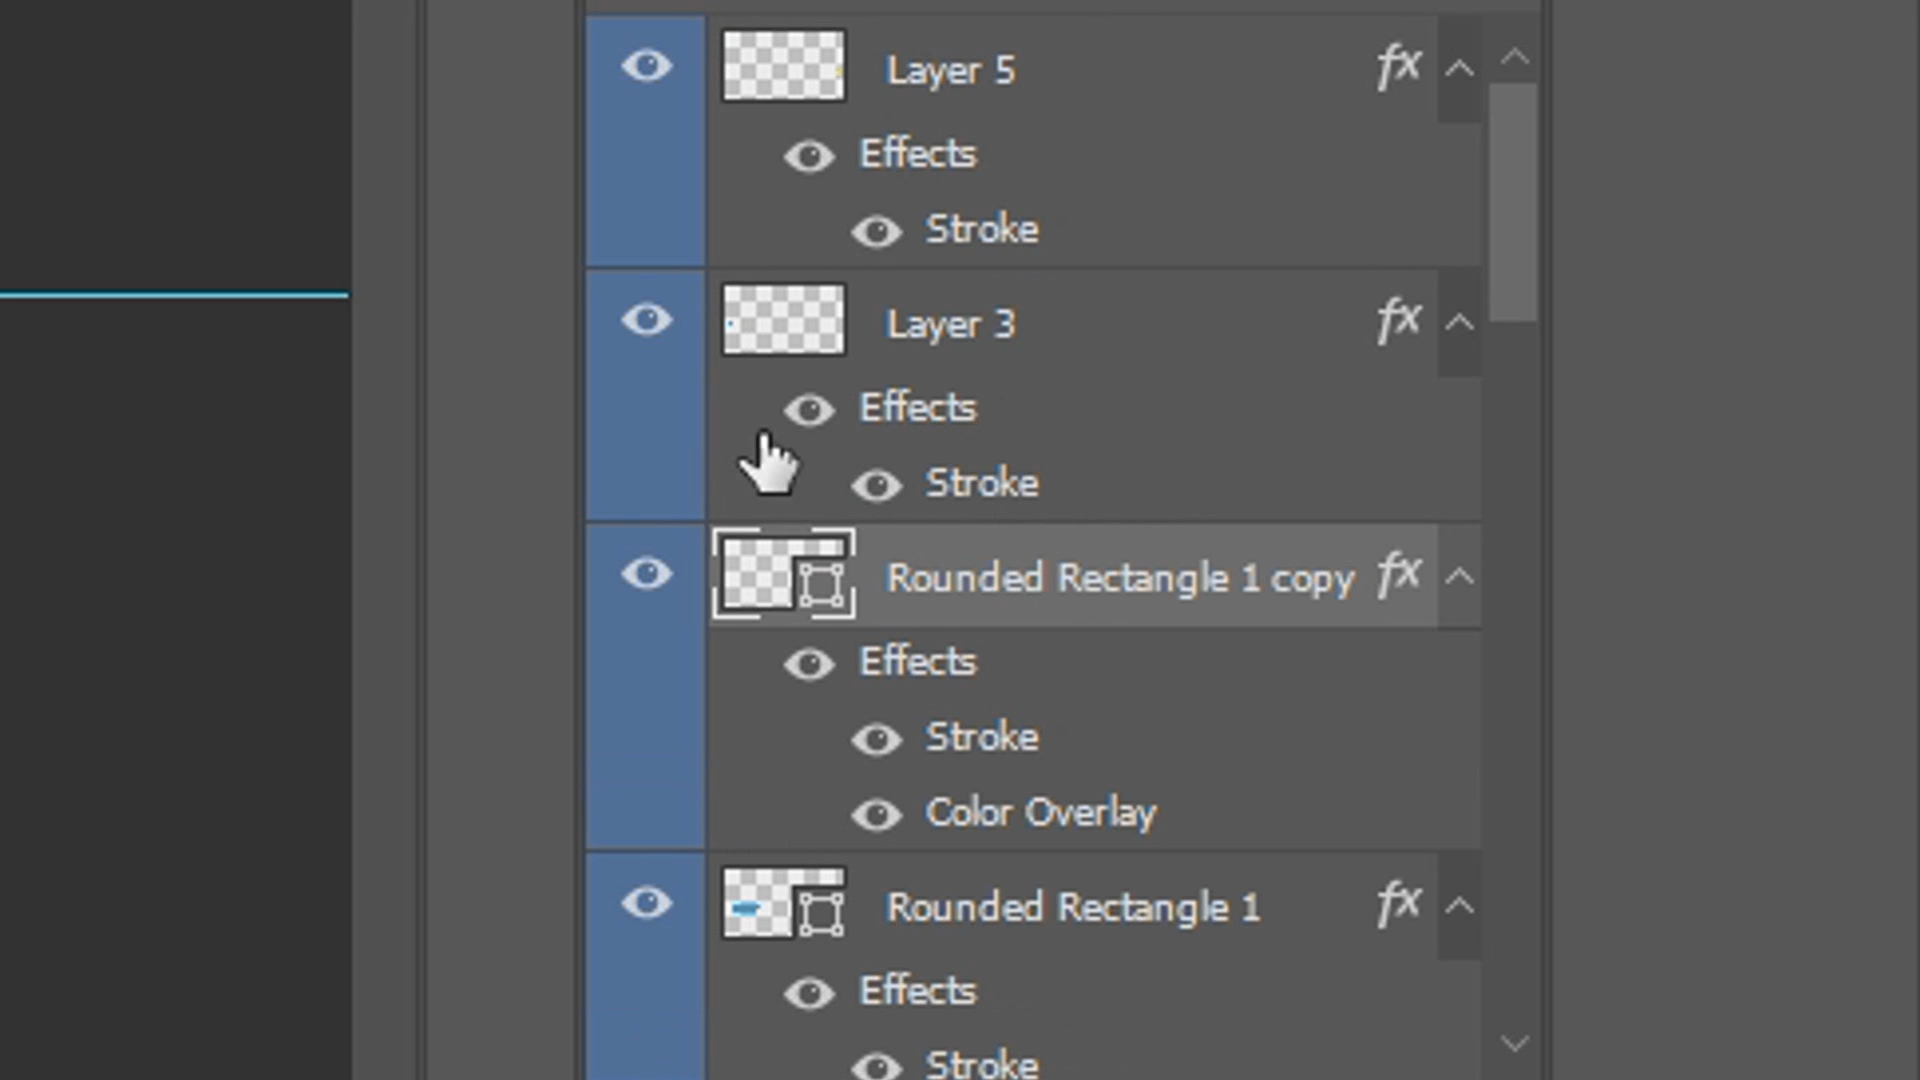 Layer 5 fx
Effects
Stroke
Layer 3 fx
Effects
Stroke
Rounded Rectangle 1 copy fx
Effects
Stroke
Color Overlay
Rounded Rectangle 1 fx
Effects
Stroke